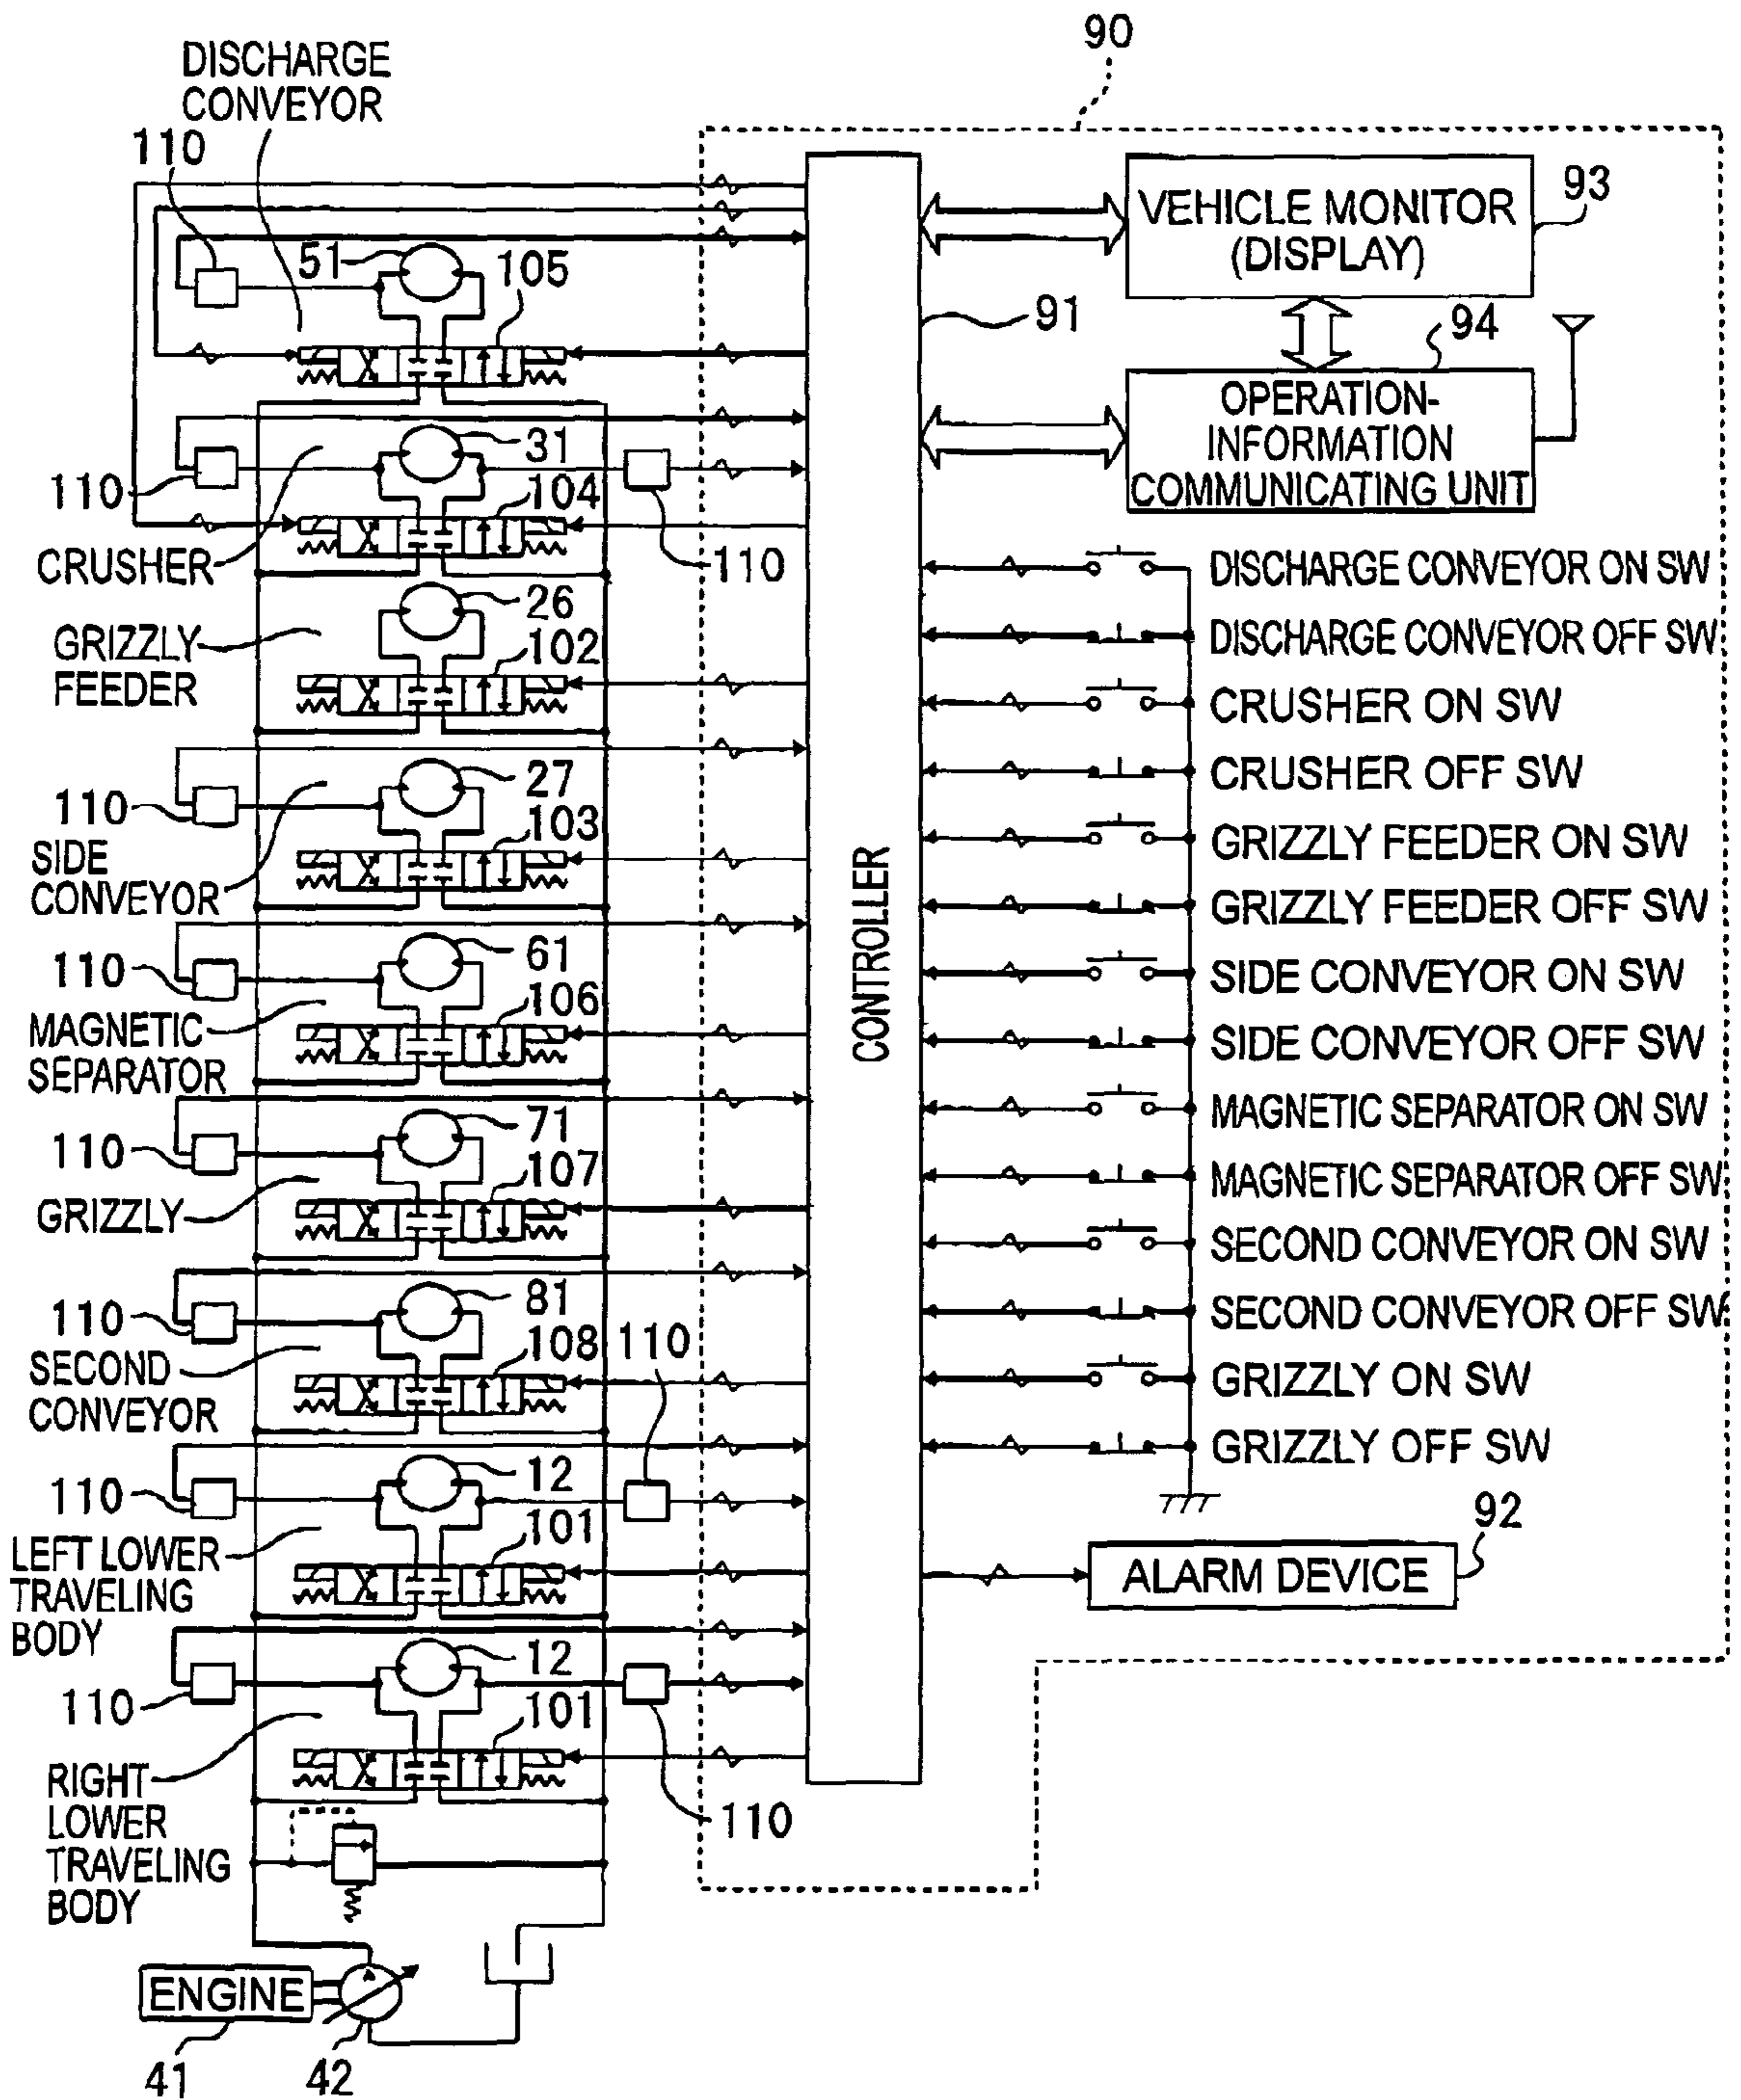 90
DISCHARGE
CONVEYOR
110
51
105
VEHICLE MONITOR
(DISPLAY)
93
91
94
OPERATION-
INFORMATION
COMMUNICATING UNIT
110
31
104
110
CRUSHER
26
GRIZZLY
FEEDER
102
27
110
103
SIDE
CONVEYOR
61
110
106
MAGNETIC
SEPARATOR
71
110
107
GRIZZLY
81
110
108
110
SECOND
CONVEYOR
12
110
101
LEFT LOWER
TRAVELING
BODY
12
110
101
110
RIGHT
LOWER
TRAVELING
BODY
ENGINE
41
42
CONTROLLER
DISCHARGE CONVEYOR ON SW
DISCHARGE CONVEYOR OFF SW
CRUSHER ON SW
CRUSHER OFF SW
GRIZZLY FEEDER ON SW
GRIZZLY FEEDER OFF SW
SIDE CONVEYOR ON SW
SIDE CONVEYOR OFF SW
MAGNETIC SEPARATOR ON SW
MAGNETIC SEPARATOR OFF SW
SECOND CONVEYOR ON SW
SECOND CONVEYOR OFF SW
GRIZZLY ON SW
GRIZZLY OFF SW
92
ALARM DEVICE